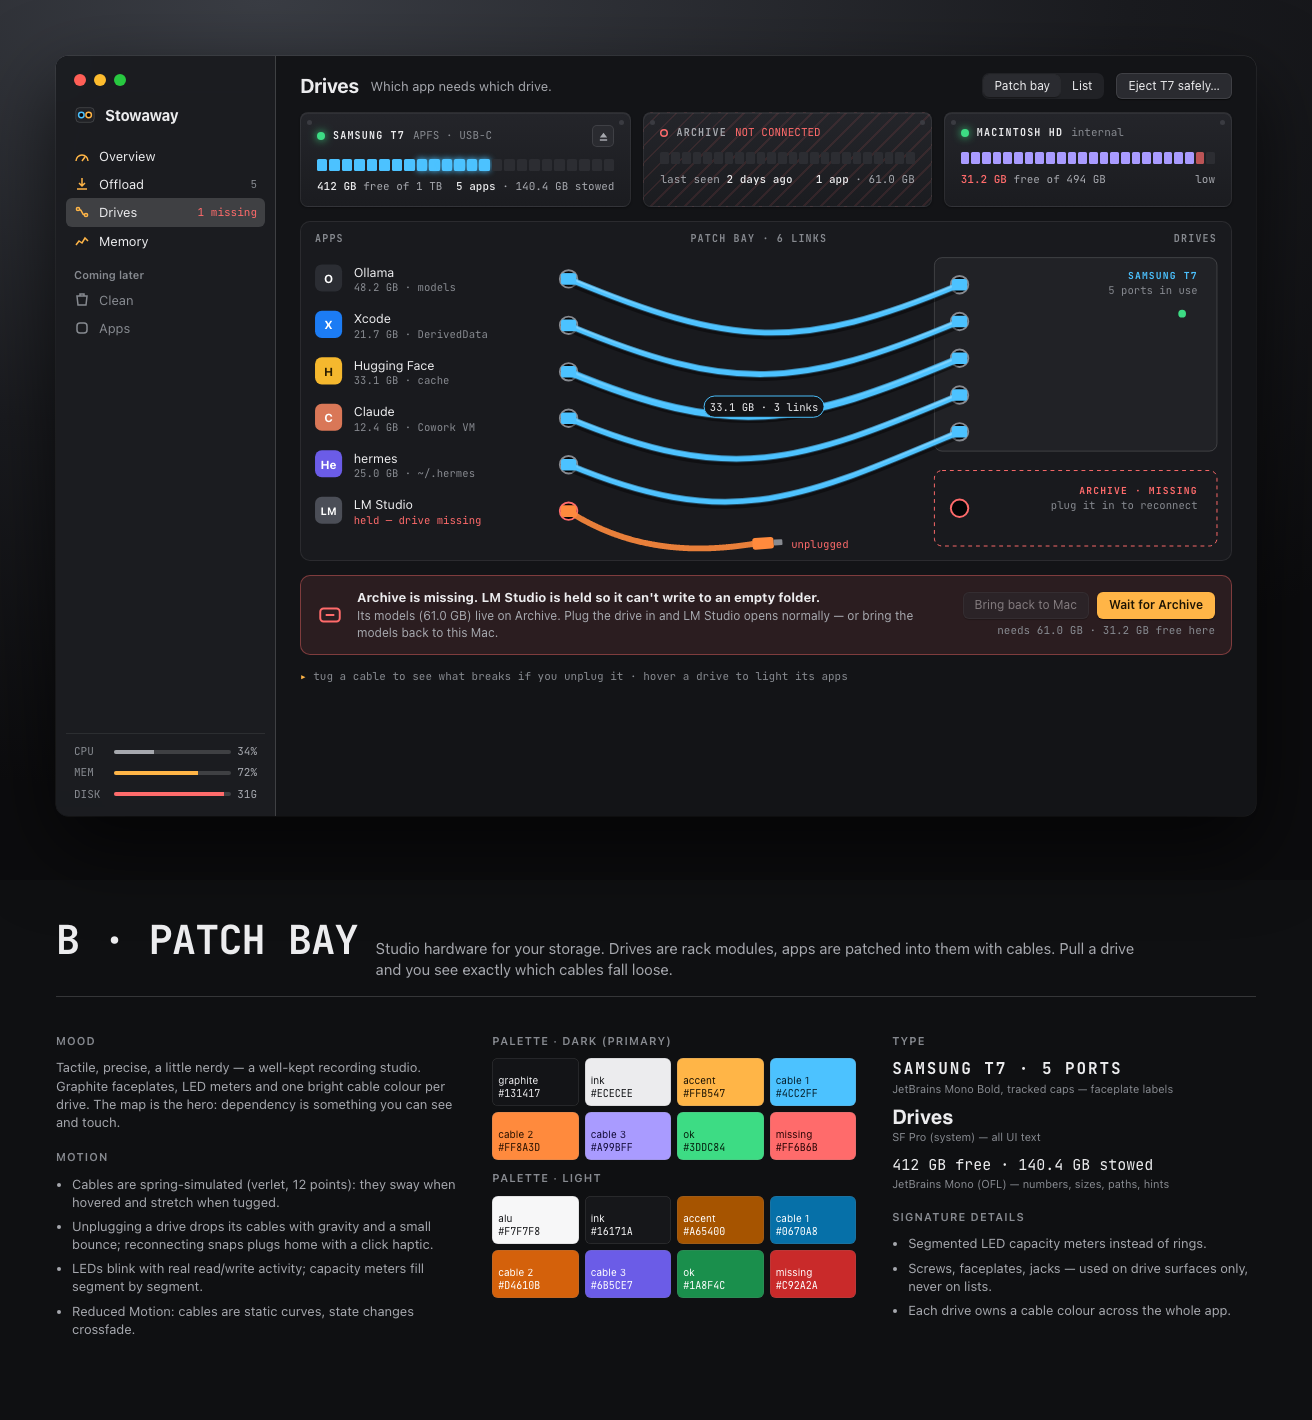 Stowaway
Overview
Offload 5
Drives 1 missing
Memory
Coming later
Clean
Apps
CPU 34%
MEM 72%
DISK 31G
Drives Which app needs which drive.
Patch bay List Eject T7 safely…
SAMSUNG T7 APFS · USB-C
412 GB free of 1 TB 5 apps · 140.4 GB stowed
ARCHIVE NOT CONNECTED
last seen 2 days ago 1 app · 61.0 GB
MACINTOSH HD internal
31.2 GB free of 494 GB low
APPS PATCH BAY · 6 LINKS DRIVES
O Ollama
48.2 GB · models
X Xcode
21.7 GB · DerivedData
H Hugging Face
33.1 GB · cache
C Claude
12.4 GB · Cowork VM
He hermes
25.0 GB · ~/.hermes
LM LM Studio
held — drive missing
33.1 GB · 3 links
unplugged
SAMSUNG T7
5 ports in use
ARCHIVE · MISSING
plug it in to reconnect
Archive is missing. LM Studio is held so it can't write to an empty folder.
Its models (61.0 GB) live on Archive. Plug the drive in and LM Studio opens normally — or bring the
models back to this Mac.
Bring back to Mac Wait for Archive
needs 61.0 GB · 31.2 GB free here
▸ tug a cable to see what breaks if you unplug it · hover a drive to light its apps
B · PATCH BAY
Studio hardware for your storage. Drives are rack modules, apps are patched into them with cables. Pull a drive
and you see exactly which cables fall loose.
MOOD
Tactile, precise, a little nerdy — a well-kept recording studio.
Graphite faceplates, LED meters and one bright cable colour per
drive. The map is the hero: dependency is something you can see
and touch.
MOTION
• Cables are spring-simulated (verlet, 12 points): they sway when
hovered and stretch when tugged.
• Unplugging a drive drops its cables with gravity and a small
bounce; reconnecting snaps plugs home with a click haptic.
• LEDs blink with real read/write activity; capacity meters fill
segment by segment.
• Reduced Motion: cables are static curves, state changes
crossfade.
PALETTE · DARK (PRIMARY)
graphite
#131417
ink
#ECECEE
accent
#FFB547
cable 1
#4CC2FF
cable 2
#FF8A3D
cable 3
#A99BFF
ok
#3DDC84
missing
#FF6B6B
PALETTE · LIGHT
alu
#F7F7F8
ink
#16171A
accent
#A65400
cable 1
#0670A8
cable 2
#D4610B
cable 3
#6B5CE7
ok
#1A8F4C
missing
#C92A2A
TYPE
SAMSUNG T7 · 5 PORTS
JetBrains Mono Bold, tracked caps — faceplate labels
Drives
SF Pro (system) — all UI text
412 GB free · 140.4 GB stowed
JetBrains Mono (OFL) — numbers, sizes, paths, hints
SIGNATURE DETAILS
• Segmented LED capacity meters instead of rings.
• Screws, faceplates, jacks — used on drive surfaces only,
never on lists.
• Each drive owns a cable colour across the whole app.